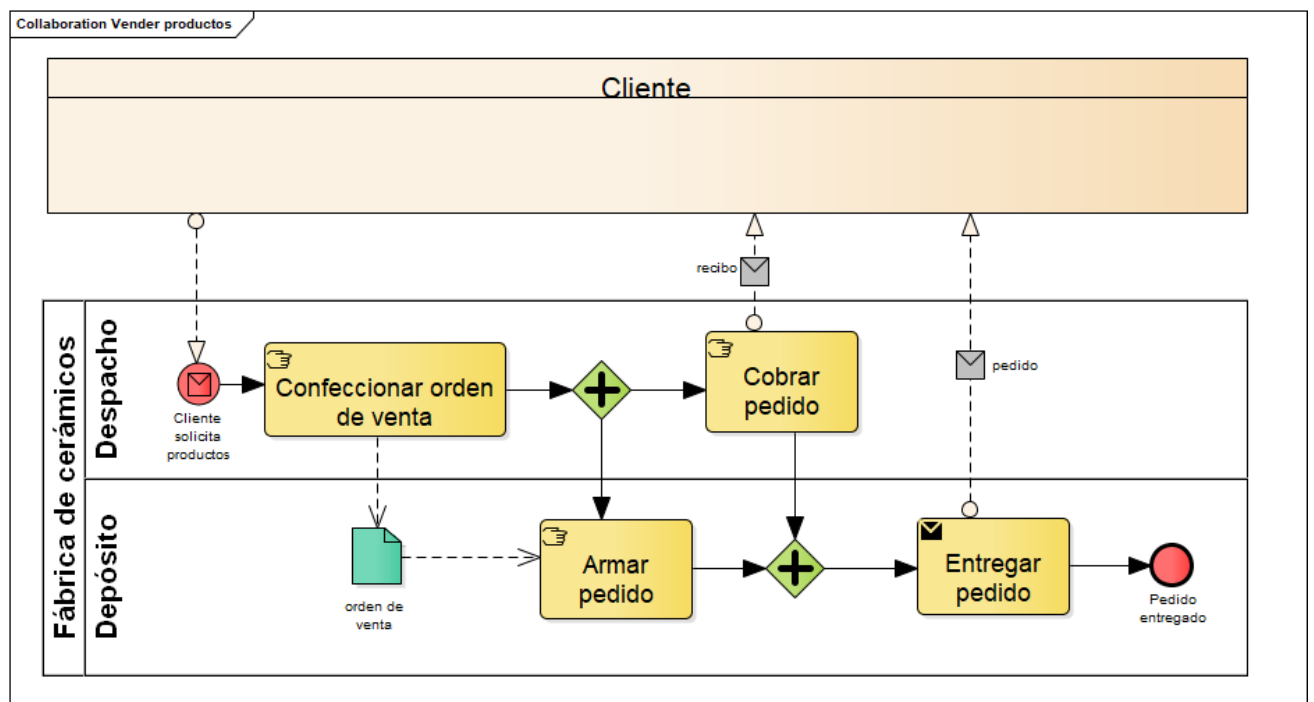 Collaboration Vender productos
Cliente
recibo
pedido
Fábrica de cerámicos
Despacho
Cliente
solicita
productos
Confeccionar orden
de venta
Cobrar
pedido
Depósito
orden de
venta
Armar
pedido
Entregar
pedido
Pedido
entregado